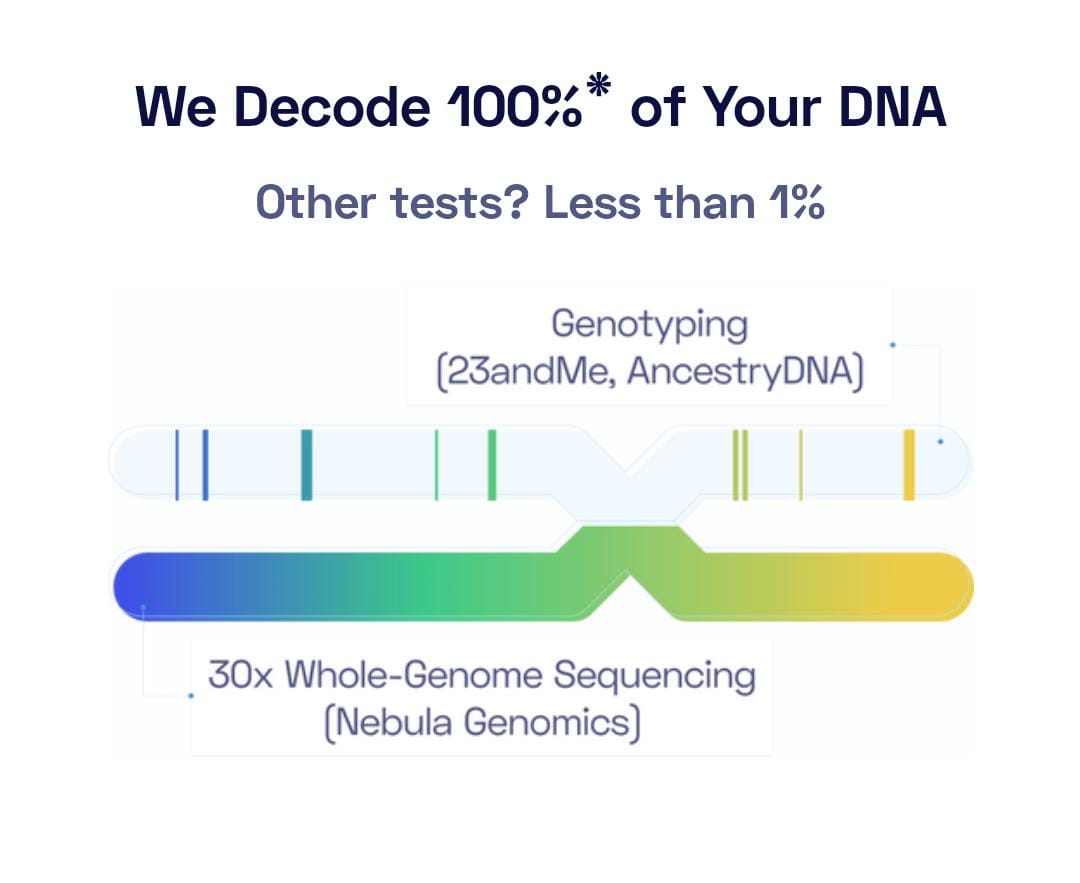 We Decode 100%* of Your DNA
Other tests? Less than 1%
Genotyping
(23andMe, AncestryDNA)
30x Whole-Genome Sequencing
(Nebula Genomics)